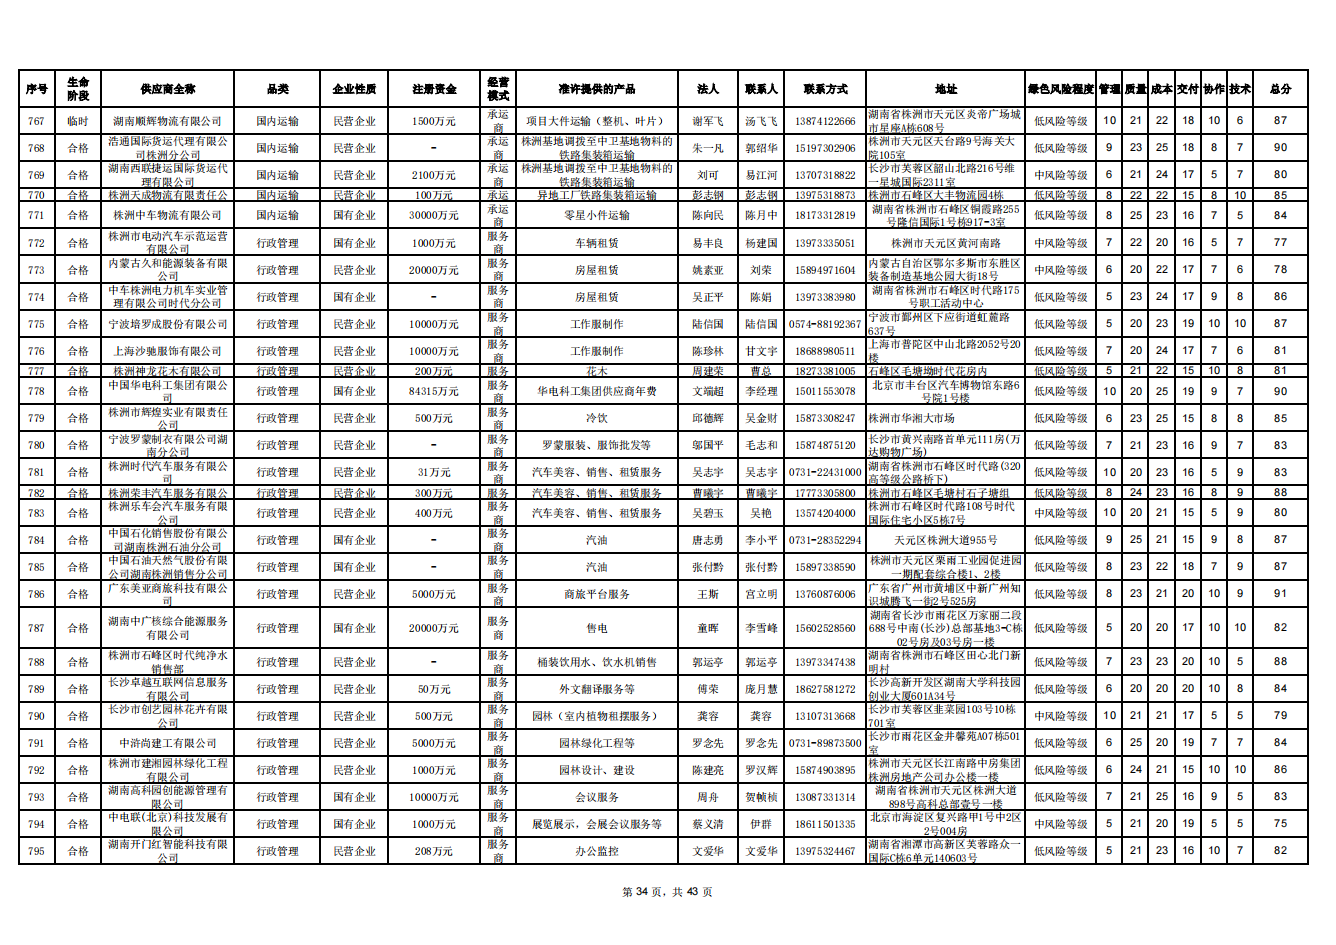 序号 生命阶段 供应商全称 品类 企业性质 注册资金 经营模式 准许提供的产品 法人 联系人 联系方式 地址 绿色风险程度 管理 质量 成本 交付 协作 技术 总分
767 临时 湖南顺辉物流有限公司 国内运输 民营企业 1500万元 承运商 项目大件运输（整机、叶片） 谢军飞 汤飞飞 13874122666 湖南省株洲市天元区炎帝广场城市星座A栋608号 低风险等级 10 21 22 18 10 6 87
768 合格 浩通国际货运代理有限公司株洲分公司 国内运输 民营企业 - 承运商 株洲基地调拨至中卫基地物料的铁路集装箱运输 朱一凡 郭绍华 15197302906 株洲市天元区天台路9号海关大院105室 低风险等级 9 23 25 18 8 7 90
769 合格 湖南西联捷运国际货运代理有限公司 国内运输 民营企业 2100万元 承运商 株洲基地调拨至中卫基地物料的铁路集装箱运输 刘可 易江河 13707318822 长沙市芙蓉区韶山北路216号维一星城国际2311室 中风险等级 6 21 24 17 5 7 80
770 合格 株洲天成物流有限责任公 国内运输 民营企业 100万元 承运 异地工厂铁路集装箱运输 彭志钢 彭志钢 13975318873 株洲市石峰区大丰物流园4栋 低风险等级 8 22 22 15 8 10 85
771 合格 株洲中车物流有限公司 国内运输 国有企业 30000万元 承运商 零星小件运输 陈向民 陈月中 18173312819 湖南省株洲市石峰区铜霞路255号隆信国际1号栋917-3室 低风险等级 8 25 23 16 7 5 84
772 合格 株洲市电动汽车示范运营有限公司 行政管理 国有企业 1000万元 服务商 车辆租赁 易丰良 杨建国 13973335051 株洲市天元区黄河南路 中风险等级 7 22 20 16 5 7 77
773 合格 内蒙古久和能源装备有限公司 行政管理 民营企业 20000万元 服务商 房屋租赁 姚素亚 刘荣 15894971604 内蒙古自治区鄂尔多斯市东胜区装备制造基地公园大街18号 中风险等级 6 20 22 17 7 6 78
774 合格 中车株洲电力机车实业管理有限公司时代分公司 行政管理 国有企业 - 服务商 房屋租赁 吴正平 陈娟 13973383980 湖南省株洲市石峰区时代路175号职工活动中心 低风险等级 5 23 24 17 9 8 86
775 合格 宁波培罗成股份有限公司 行政管理 民营企业 10000万元 服务商 工作服制作 陆信国 陆信国 0574-88192367 宁波市鄞州区下应街道虹麓路637号 低风险等级 5 20 23 19 10 10 87
776 合格 上海沙驰服饰有限公司 行政管理 民营企业 10000万元 服务商 工作服制作 陈珍林 甘文宇 18688980511 上海市普陀区中山北路2052号20楼 低风险等级 7 20 24 17 7 6 81
777 合格 株洲神龙花木有限公司 行政管理 民营企业 200万元 服务 花木 周建荣 曹总 18273381005 石峰区毛塘坳时代花房内 低风险等级 5 21 22 15 10 8 81
778 合格 中国华电科工集团有限公司 行政管理 国有企业 84315万元 服务商 华电科工集团供应商年费 文端超 李经理 15011553078 北京市丰台区汽车博物馆东路6号院1号楼 低风险等级 10 20 25 19 9 7 90
779 合格 株洲市辉煌实业有限责任公司 行政管理 民营企业 500万元 服务商 冷饮 邱德辉 吴金财 15873308247 株洲市华湘大市场 低风险等级 6 23 25 15 8 8 85
780 合格 宁波罗蒙制衣有限公司湖南分公司 行政管理 民营企业 - 服务商 罗蒙服装、服饰批发等 邬国平 毛志和 15874875120 长沙市黄兴南路首单元111房(万达购物广场) 低风险等级 7 21 23 16 9 7 83
781 合格 株洲时代汽车服务有限公司 行政管理 民营企业 31万元 服务商 汽车美容、销售、租赁服务 吴志宇 吴志宇 0731-22431000 湖南省株洲市石峰区时代路(320高等级公路桥下) 低风险等级 10 20 23 16 5 9 83
782 合格 株洲荣丰汽车服务有限公 行政管理 民营企业 300万元 服务 汽车美容、销售、租赁服务 曹曦宇 曹曦宇 17773305800 株洲市石峰区毛塘村石子塘组 低风险等级 8 24 23 16 8 9 88
783 合格 株洲乐车会汽车服务有限公司 行政管理 民营企业 400万元 服务商 汽车美容、销售、租赁服务 吴碧玉 吴艳 13574204000 株洲市石峰区时代路108号时代国际住宅小区5栋7号 中风险等级 10 20 21 15 5 9 80
784 合格 中国石化销售股份有限公司湖南株洲石油分公司 行政管理 国有企业 - 服务商 汽油 唐志勇 李小平 0731-28352294 天元区株洲大道955号 低风险等级 9 25 21 15 9 8 87
785 合格 中国石油天然气股份有限公司湖南株洲销售分公司 行政管理 国有企业 - 服务商 汽油 张付黔 张付黔 15897338590 株洲市天元区栗雨工业园促进园一期配套综合楼1、2楼 低风险等级 8 23 22 18 7 9 87
786 合格 广东美亚商旅科技有限公司 行政管理 民营企业 5000万元 服务商 商旅平台服务 王斯 宫立明 13760876006 广东省广州市黄埔区中新广州知识城腾飞一街2号525房 低风险等级 8 23 21 20 10 9 91
787 合格 湖南中广核综合能源服务有限公司 行政管理 国有企业 20000万元 服务商 售电 童晖 李雪峰 15602528560 湖南省长沙市雨花区万家丽二段688号中南(长沙)总部基地3-C栋02号房及03号房一楼 低风险等级 5 20 20 17 10 10 82
788 合格 株洲市石峰区时代纯净水销售部 行政管理 民营企业 - 服务商 桶装饮用水、饮水机销售 郭运亭 郭运亭 13973347438 湖南省株洲市石峰区田心北门新明村 低风险等级 7 23 23 20 10 5 88
789 合格 长沙卓越互联网信息服务有限公司 行政管理 民营企业 50万元 服务商 外文翻译服务等 傅荣 庞月慧 18627581272 长沙高新开发区湖南大学科技园创业大厦601A34号 低风险等级 6 20 20 20 10 8 84
790 合格 长沙市创艺园林花卉有限公司 行政管理 民营企业 500万元 服务商 园林（室内植物租摆服务） 龚容 龚容 13107313668 长沙市芙蓉区韭菜园103号10栋701室 中风险等级 10 21 21 17 5 5 79
791 合格 中浒尚建工有限公司 行政管理 民营企业 5000万元 服务商 园林绿化工程等 罗念先 罗念先 0731-89873500 长沙市雨花区金井馨苑A07栋501室 低风险等级 6 25 20 19 7 7 84
792 合格 株洲市建湘园林绿化工程有限公司 行政管理 民营企业 1000万元 服务商 园林设计、建设 陈建亮 罗汉辉 15874903895 株洲市天元区长江南路中房集团株洲房地产公司办公楼一楼 低风险等级 6 24 21 15 10 10 86
793 合格 湖南高科园创能源管理有限公司 行政管理 国有企业 10000万元 服务商 会议服务 周舟 贺帧桢 13087331314 湖南省株洲市天元区株洲大道898号高科总部壹号一楼 低风险等级 7 21 25 16 9 5 83
794 合格 中电联(北京)科技发展有限公司 行政管理 国有企业 1000万元 服务商 展览展示，会展会议服务等 蔡义清 伊群 18611501335 北京市海淀区复兴路甲1号中2区2号004房 中风险等级 5 21 20 19 5 5 75
795 合格 湖南开门红智能科技有限公司 行政管理 民营企业 208万元 服务商 办公监控 文爱华 文爱华 13975324467 湖南省湘潭市高新区芙蓉路众一国际C栋6单元140603号 低风险等级 5 21 23 16 10 7 82
第 34 页，共 43 页